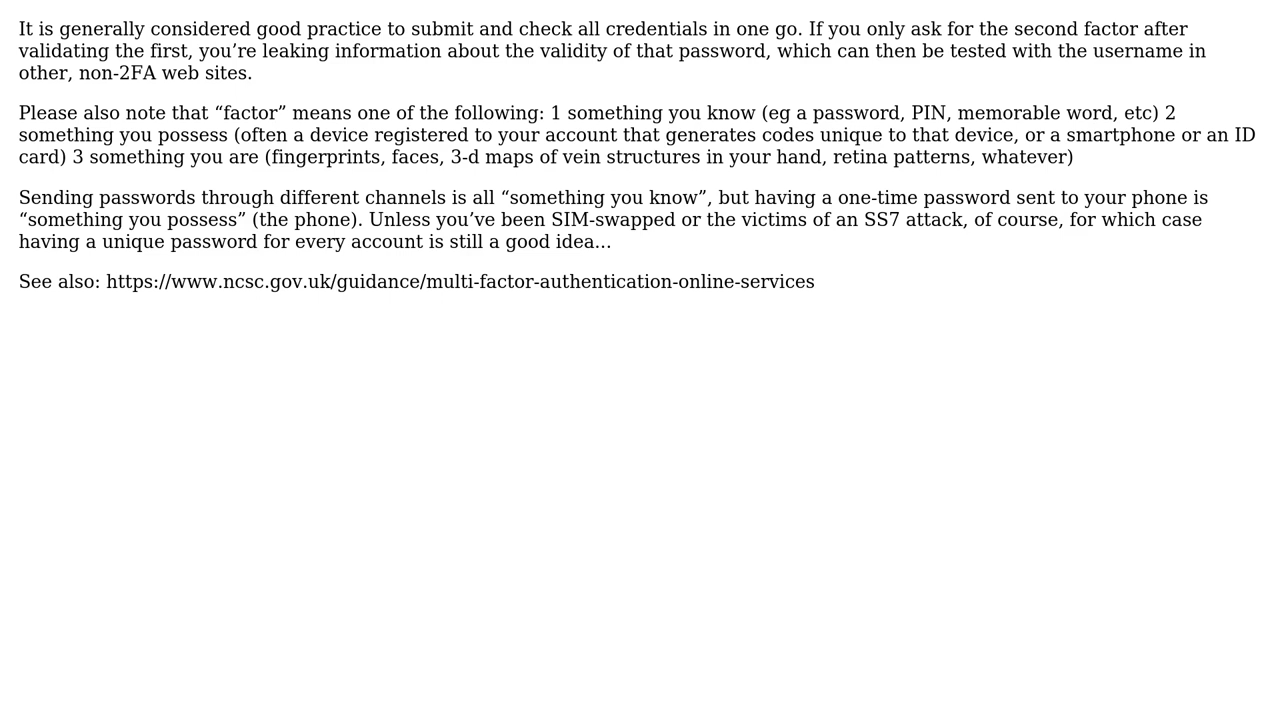 It is generally considered good practice to submit and check all credentials in one go. If you only ask for the second factor after
validating the first, you’re leaking information about the validity of that password, which can then be tested with the username in
other, non-2FA web sites.
Please also note that “factor” means one of the following: 1 something you know (eg a password, PIN, memorable word, etc) 2
something you possess (often a device registered to your account that generates codes unique to that device, or a smartphone or an ID
card) 3 something you are (fingerprints, faces, 3-d maps of vein structures in your hand, retina patterns, whatever)
Sending passwords through different channels is all “something you know”, but having a one-time password sent to your phone is
“something you possess” (the phone). Unless you’ve been SIM-swapped or the victims of an SS7 attack, of course, for which case
having a unique password for every account is still a good idea…
See also: https://www.ncsc.gov.uk/guidance/multi-factor-authentication-online-services